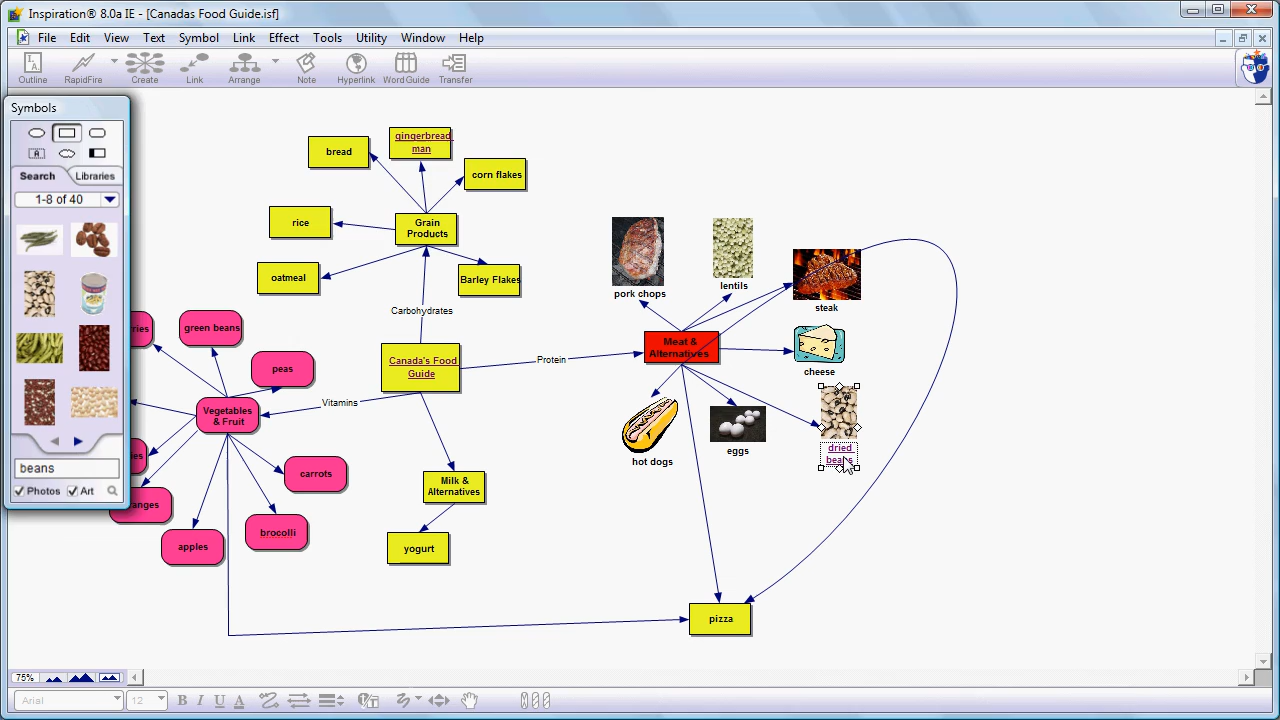 Inspiration® 8.0a IE - [Canadas Food Guide.isf]
File Edit View Text Symbol Link Effect Tools Utility Window Help
Outline RapidFire Create Link Arrange Note Hyperlink Word Guide Transfer
Symbols
Search Libraries
1-8 of 40
beans
Photos Art
bread
gingerbread
man
corn flakes
rice
Grain
Products
oatmeal
Barley Flakes
Carbohydrates
ries
green beans
peas
Canada's Food
Guide
Protein
Vitamins
Vegetables
& Fruit
carrots
anges
apples
brocolli
Milk &
Alternatives
yogurt
pork chops
lentils
steak
Meat &
Alternatives
cheese
hot dogs
eggs
dried
beans
pizza
75%
Arial 12 B I U A